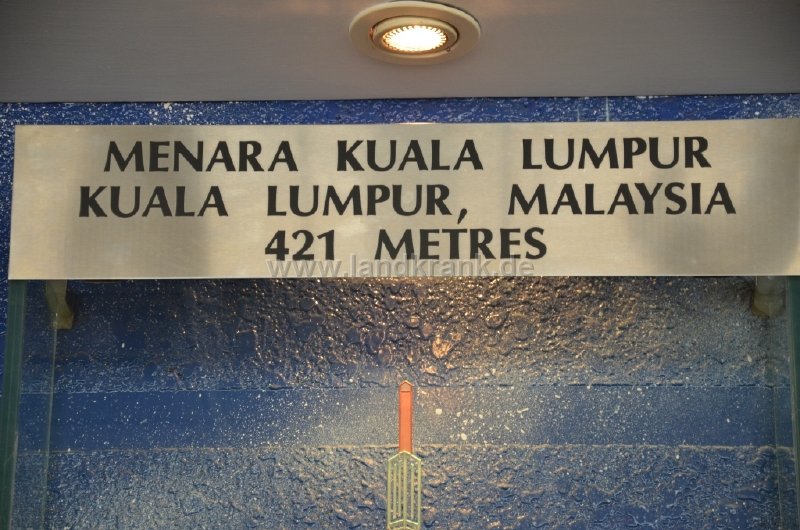 MENARA KUALA LUMPUR
KUALA LUMPUR, MALAYSIA
421 METRES
www.landkrank.de